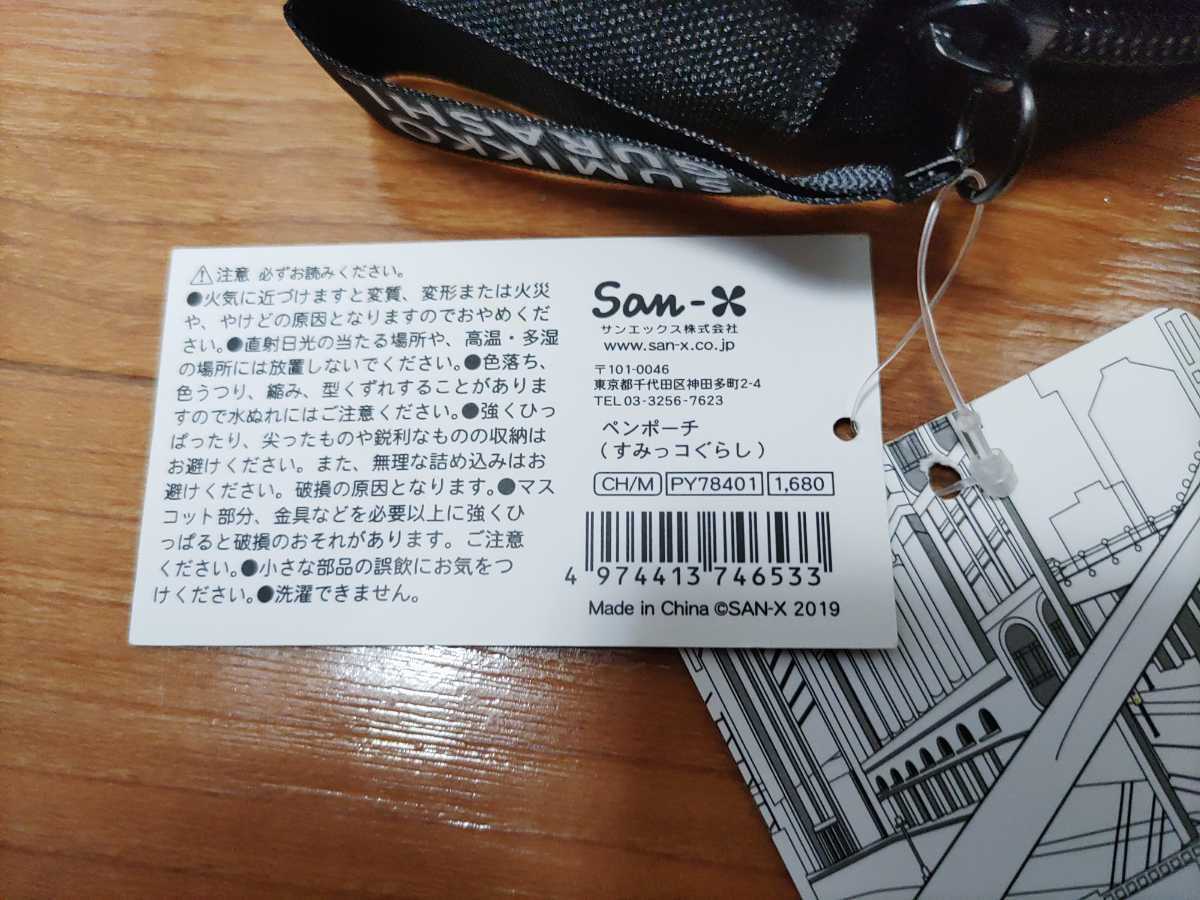 SUMIKKO
GURASHI
⚠注意 必ずお読みください。
●火気に近づけますと変質、変形または火災
や、やけどの原因となりますのでおやめくだ
さい。●直射日光の当たる場所や、高温・多湿
の場所には放置しないでください。●色落ち、
色うつり、縮み、型くずれすることがありま
すので水ぬれにはご注意ください。●強くひっ
ぱったり、尖ったものや鋭利なものの収納は
お避けください。また、無理な詰め込みはお
避けください。破損の原因となります。●マス
コット部分、金具などを必要以上に強くひ
っぱると破損のおそれがあります。ご注意
ください。●小さな部品の誤飲にお気をつ
けください。●洗濯できません。
San-X
サンエックス株式会社
www.san-x.co.jp
〒101-0046
東京都千代田区神田多町2-4
TEL 03-3256-7623
ペンポーチ
(すみっコぐらし)
CH/M PY78401 1,680
4 974413 746533
Made in China ©SAN-X 2019